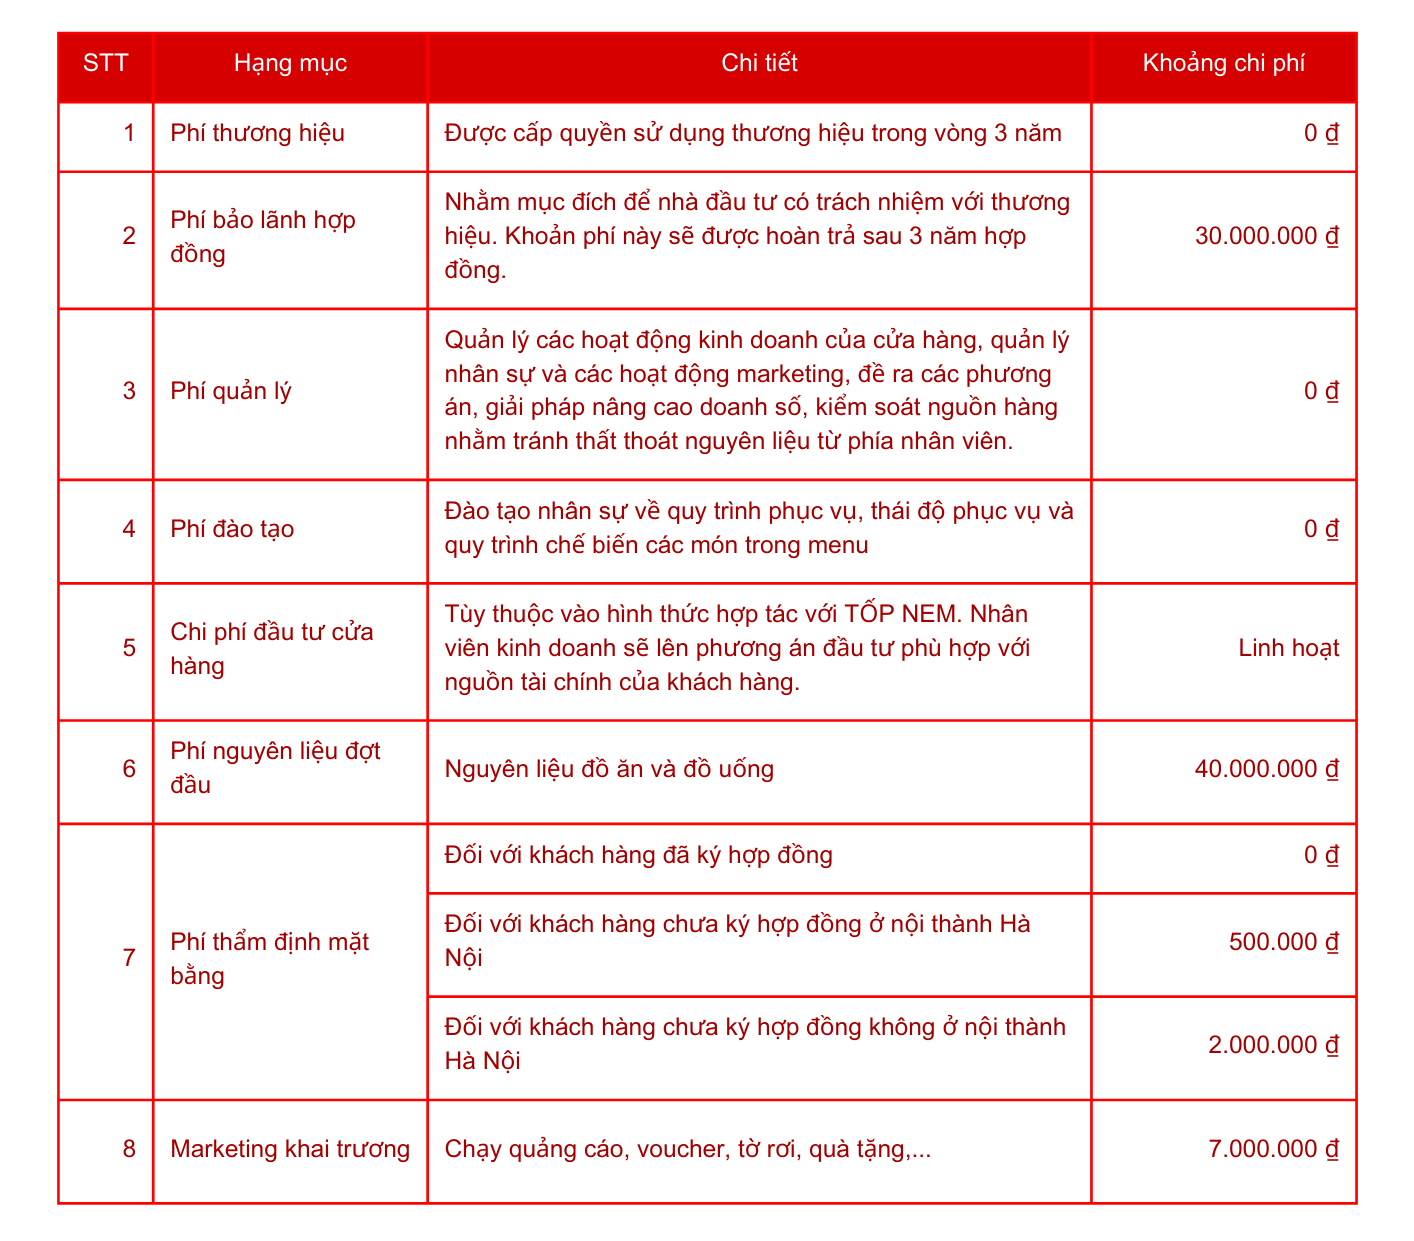 STT Hạng mục Chi tiết Khoảng chi phí
1 Phí thương hiệu Được cấp quyền sử dụng thương hiệu trong vòng 3 năm 0 ₫
2 Phí bảo lãnh hợp
đồng
Nhằm mục đích để nhà đầu tư có trách nhiệm với thương
hiệu. Khoản phí này sẽ được hoàn trả sau 3 năm hợp
đồng.
30.000.000 ₫
3 Phí quản lý
Quản lý các hoạt động kinh doanh của cửa hàng, quản lý
nhân sự và các hoạt động marketing, đề ra các phương
án, giải pháp nâng cao doanh số, kiểm soát nguồn hàng
nhằm tránh thất thoát nguyên liệu từ phía nhân viên.
0 ₫
4 Phí đào tạo
Đào tạo nhân sự về quy trình phục vụ, thái độ phục vụ và
quy trình chế biến các món trong menu
0 ₫
5 Chi phí đầu tư cửa
hàng
Tùy thuộc vào hình thức hợp tác với TỐP NEM. Nhân
viên kinh doanh sẽ lên phương án đầu tư phù hợp với
nguồn tài chính của khách hàng.
Linh hoạt
6 Phí nguyên liệu đợt
đầu
Nguyên liệu đồ ăn và đồ uống
40.000.000 ₫
7 Phí thẩm định mặt
bằng
Đối với khách hàng đã ký hợp đồng
0 ₫
Đối với khách hàng chưa ký hợp đồng ở nội thành Hà
Nội
500.000 ₫
Đối với khách hàng chưa ký hợp đồng không ở nội thành
Hà Nội
2.000.000 ₫
8 Marketing khai trương Chạy quảng cáo, voucher, tờ rơi, quà tặng,... 7.000.000 ₫